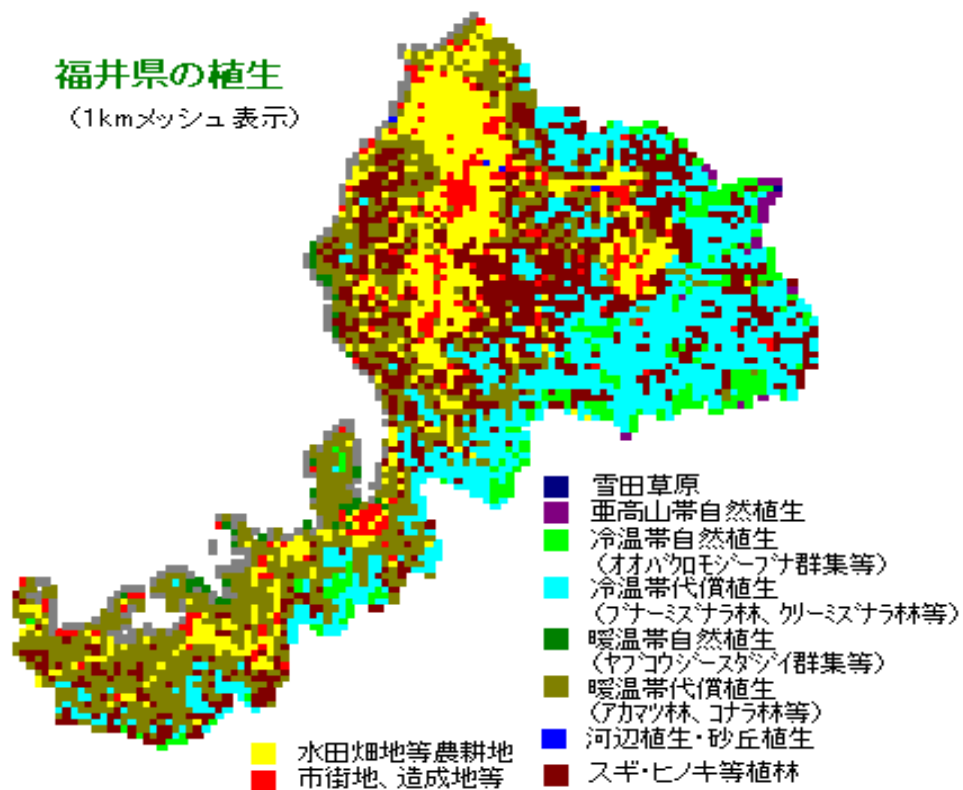 福井県の植生
（1kmメッシュ表示）
雪田草原
亜高山帯自然植生
冷温帯自然植生
（オオバクロモジーブナ群集等）
冷温帯代償植生
（ブナーミズナラ林、クリーミズナラ林等）
暖温帯自然植生
（ヤブコウジースダジイ群集等）
暖温帯代償植生
（アカマツ林、コナラ林等）
河辺植生・砂丘植生
スギ・ヒノキ等植林
水田畑地等農耕地
市街地、造成地等